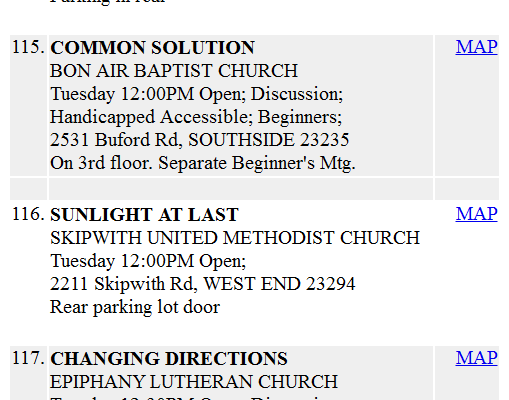 Parking in rear
115. COMMON SOLUTION MAP
BON AIR BAPTIST CHURCH
Tuesday 12:00PM Open; Discussion;
Handicapped Accessible; Beginners;
2531 Buford Rd, SOUTHSIDE 23235
On 3rd floor. Separate Beginner's Mtg.
116. SUNLIGHT AT LAST MAP
SKIPWITH UNITED METHODIST CHURCH
Tuesday 12:00PM Open;
2211 Skipwith Rd, WEST END 23294
Rear parking lot door
117. CHANGING DIRECTIONS MAP
EPIPHANY LUTHERAN CHURCH